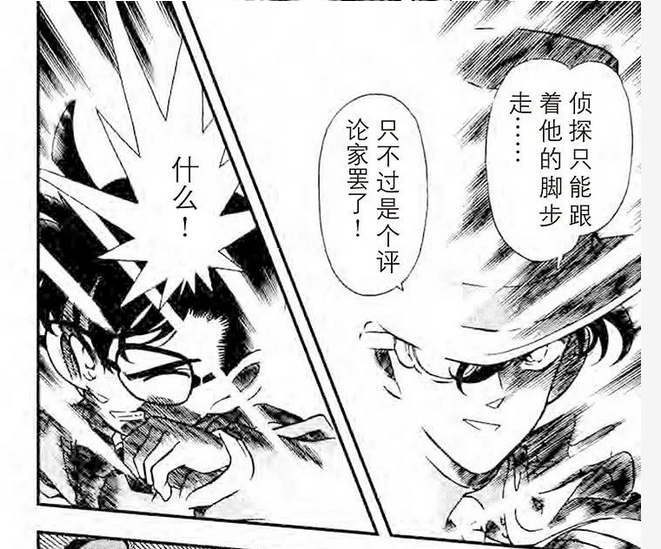 侦探只能跟
着他的脚步
走……
只不过是个评
论家罢了！
什么！